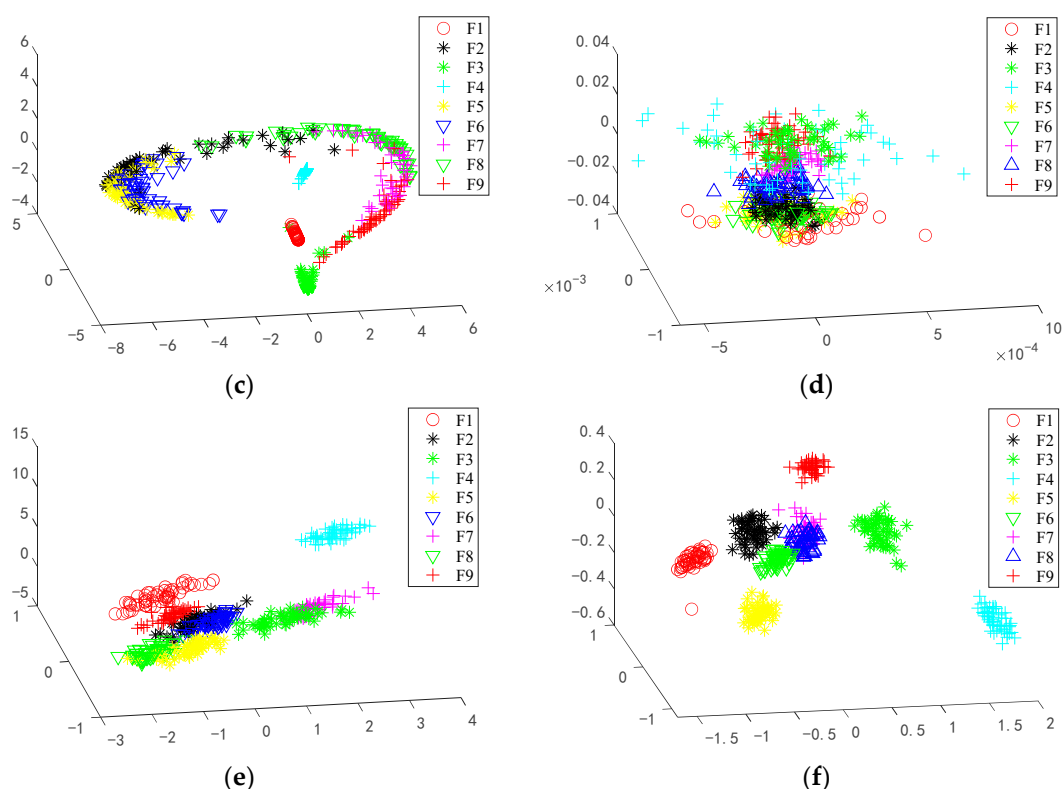 6
4
2
0
-2
-4
5
0
-5
-8
-6
-4
-2
0
2
4
6
F1
F2
F3
F4
F5
F6
F7
F8
F9
(c)
0.04
0.02
0
-0.02
-0.04
1
0
-1
×10⁻³
-5
0
5
10
×10⁻⁴
F1
F2
F3
F4
F5
F6
F7
F8
F9
(d)
15
10
5
0
-5
1
0
-1
-3
-2
-1
0
1
2
3
4
F1
F2
F3
F4
F5
F6
F7
F8
F9
(e)
0.4
0.2
0
-0.2
-0.4
-0.6
1
0
-1
-1.5
-1
-0.5
0
0.5
1
1.5
2
F1
F2
F3
F4
F5
F6
F7
F8
F9
(f)